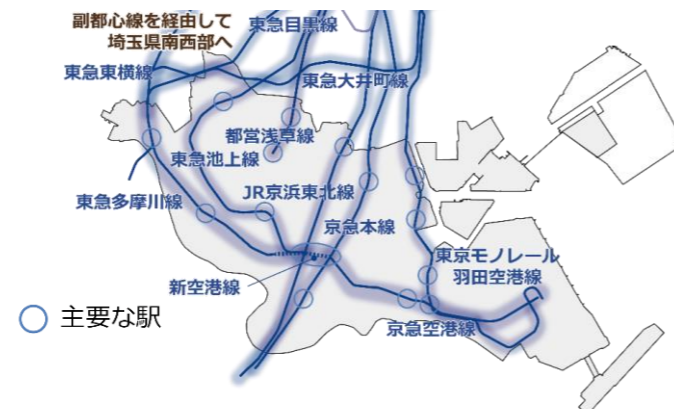 副都心線を経由して
埼玉県南西部へ
東急目黒線
東急東横線
東急大井町線
都営浅草線
東急池上線
東急多摩川線
JR京浜東北線
京急本線
東京モノレール
羽田空港線
新空港線
京急空港線
主要な駅